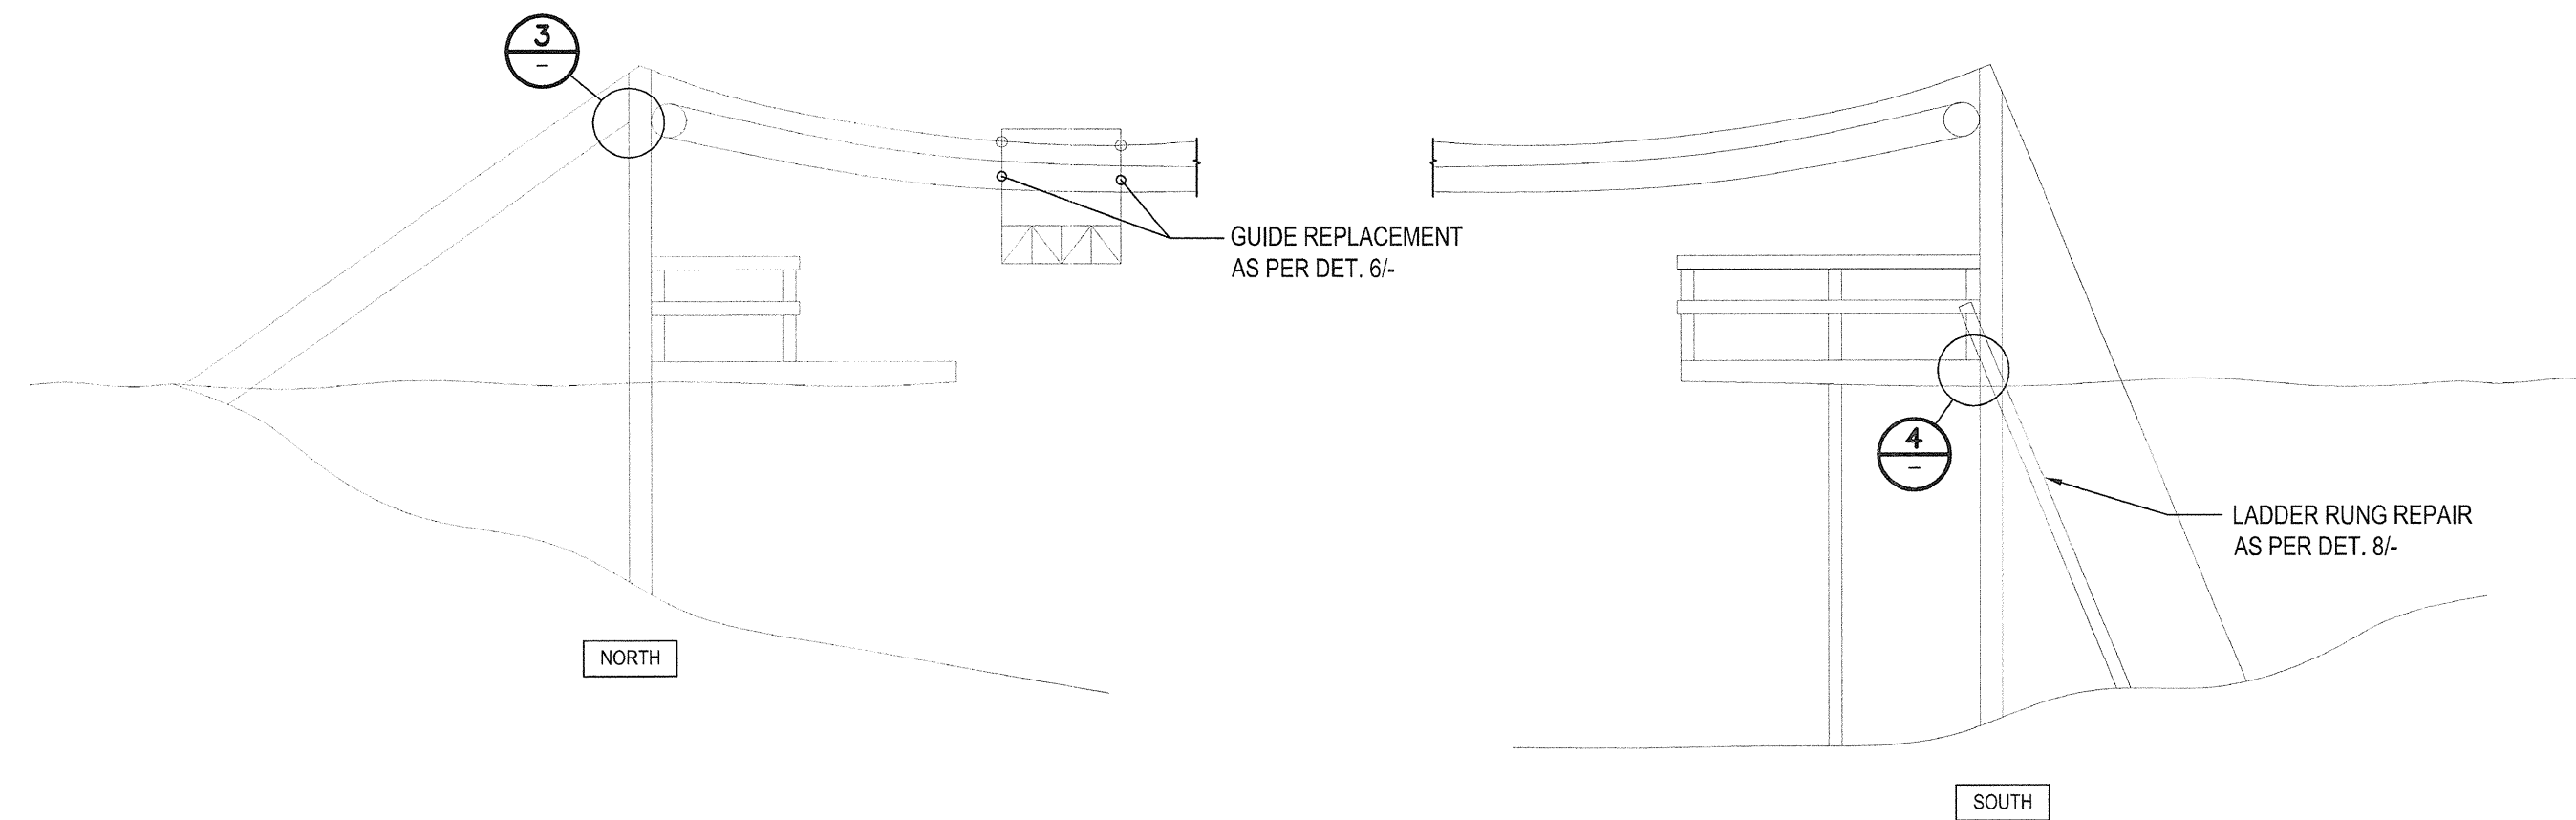 3
-
GUIDE REPLACEMENT
AS PER DET. 6/-
4
-
LADDER RUNG REPAIR
AS PER DET. 8/-
NORTH
SOUTH